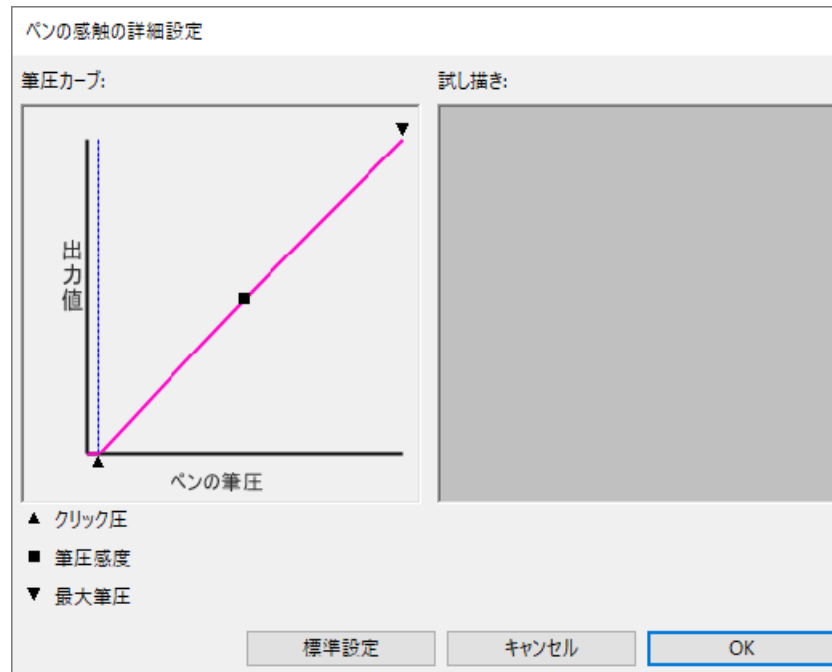 ペンの感触の詳細設定
筆圧カーブ:
試し描き:
出力値
ペンの筆圧
▲ クリック圧
■ 筆圧感度
▼ 最大筆圧
標準設定
キャンセル
OK